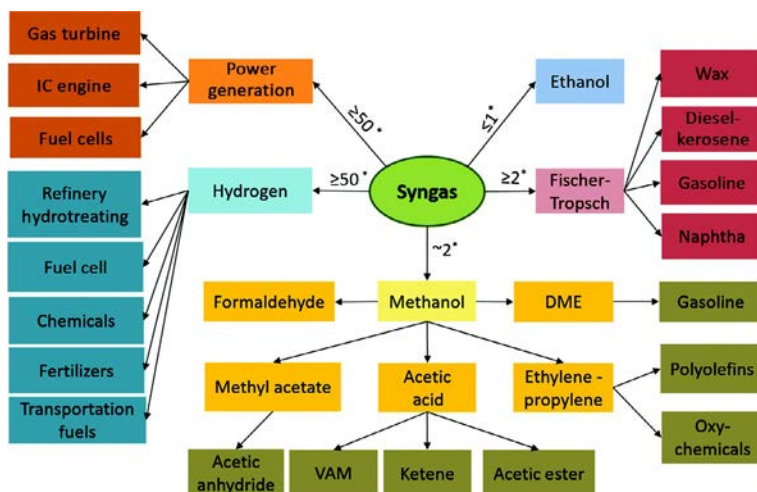 Gas turbine
IC engine
Fuel cells
Power
generation
≥50*
≤1*
Ethanol
Wax
Diesel-
kerosene
Gasoline
Naphtha
Fischer-
Tropsch
≥2*
Syngas
≥50*
Hydrogen
Refinery
hydrotreating
Fuel cell
Chemicals
Fertilizers
Transportation
fuels
~2*
Formaldehyde
Methanol
DME
Gasoline
Methyl acetate
Acetic
acid
Ethylene -
propylene
Polyolefins
Oxy-
chemicals
Acetic
anhydride
VAM
Ketene
Acetic ester